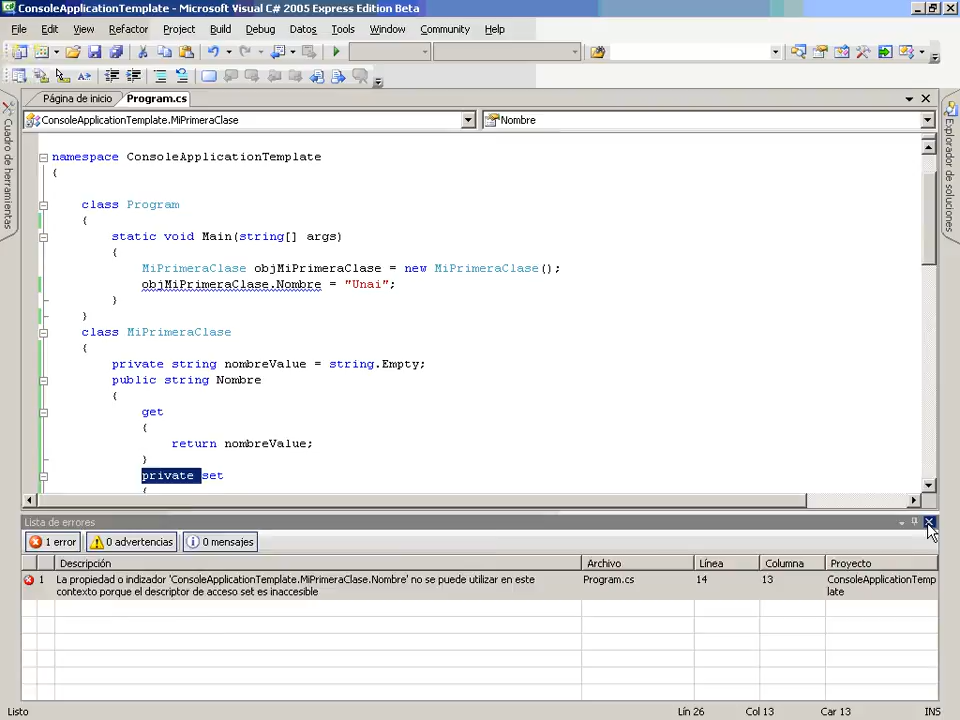 ConsoleApplicationTemplate - Microsoft Visual C# 2005 Express Edition Beta
File Edit View Refactor Project Build Debug Datos Tools Window Community Help
Página de inicio Program.cs
ConsoleApplicationTemplate.MiPrimeraClase Nombre
Cuadro de herramientas
Explorador de soluciones
namespace ConsoleApplicationTemplate
{
class Program
{
static void Main(string[] args)
{
MiPrimeraClase objMiPrimeraClase = new MiPrimeraClase();
objMiPrimeraClase.Nombre = "Unai";
}
}
class MiPrimeraClase
{
private string nombreValue = string.Empty;
public string Nombre
{
get
{
return nombreValue;
}
private set
{
Lista de errores
1 error 0 advertencias 0 mensajes
Descripción Archivo Línea Columna Proyecto
1 La propiedad o indizador 'ConsoleApplicationTemplate.MiPrimeraClase.Nombre' no se puede utilizar en este Program.cs 14 13 ConsoleApplicationTemp
contexto porque el descriptor de acceso set es inaccesible late
Listo Lín 26 Col 13 Car 13 INS